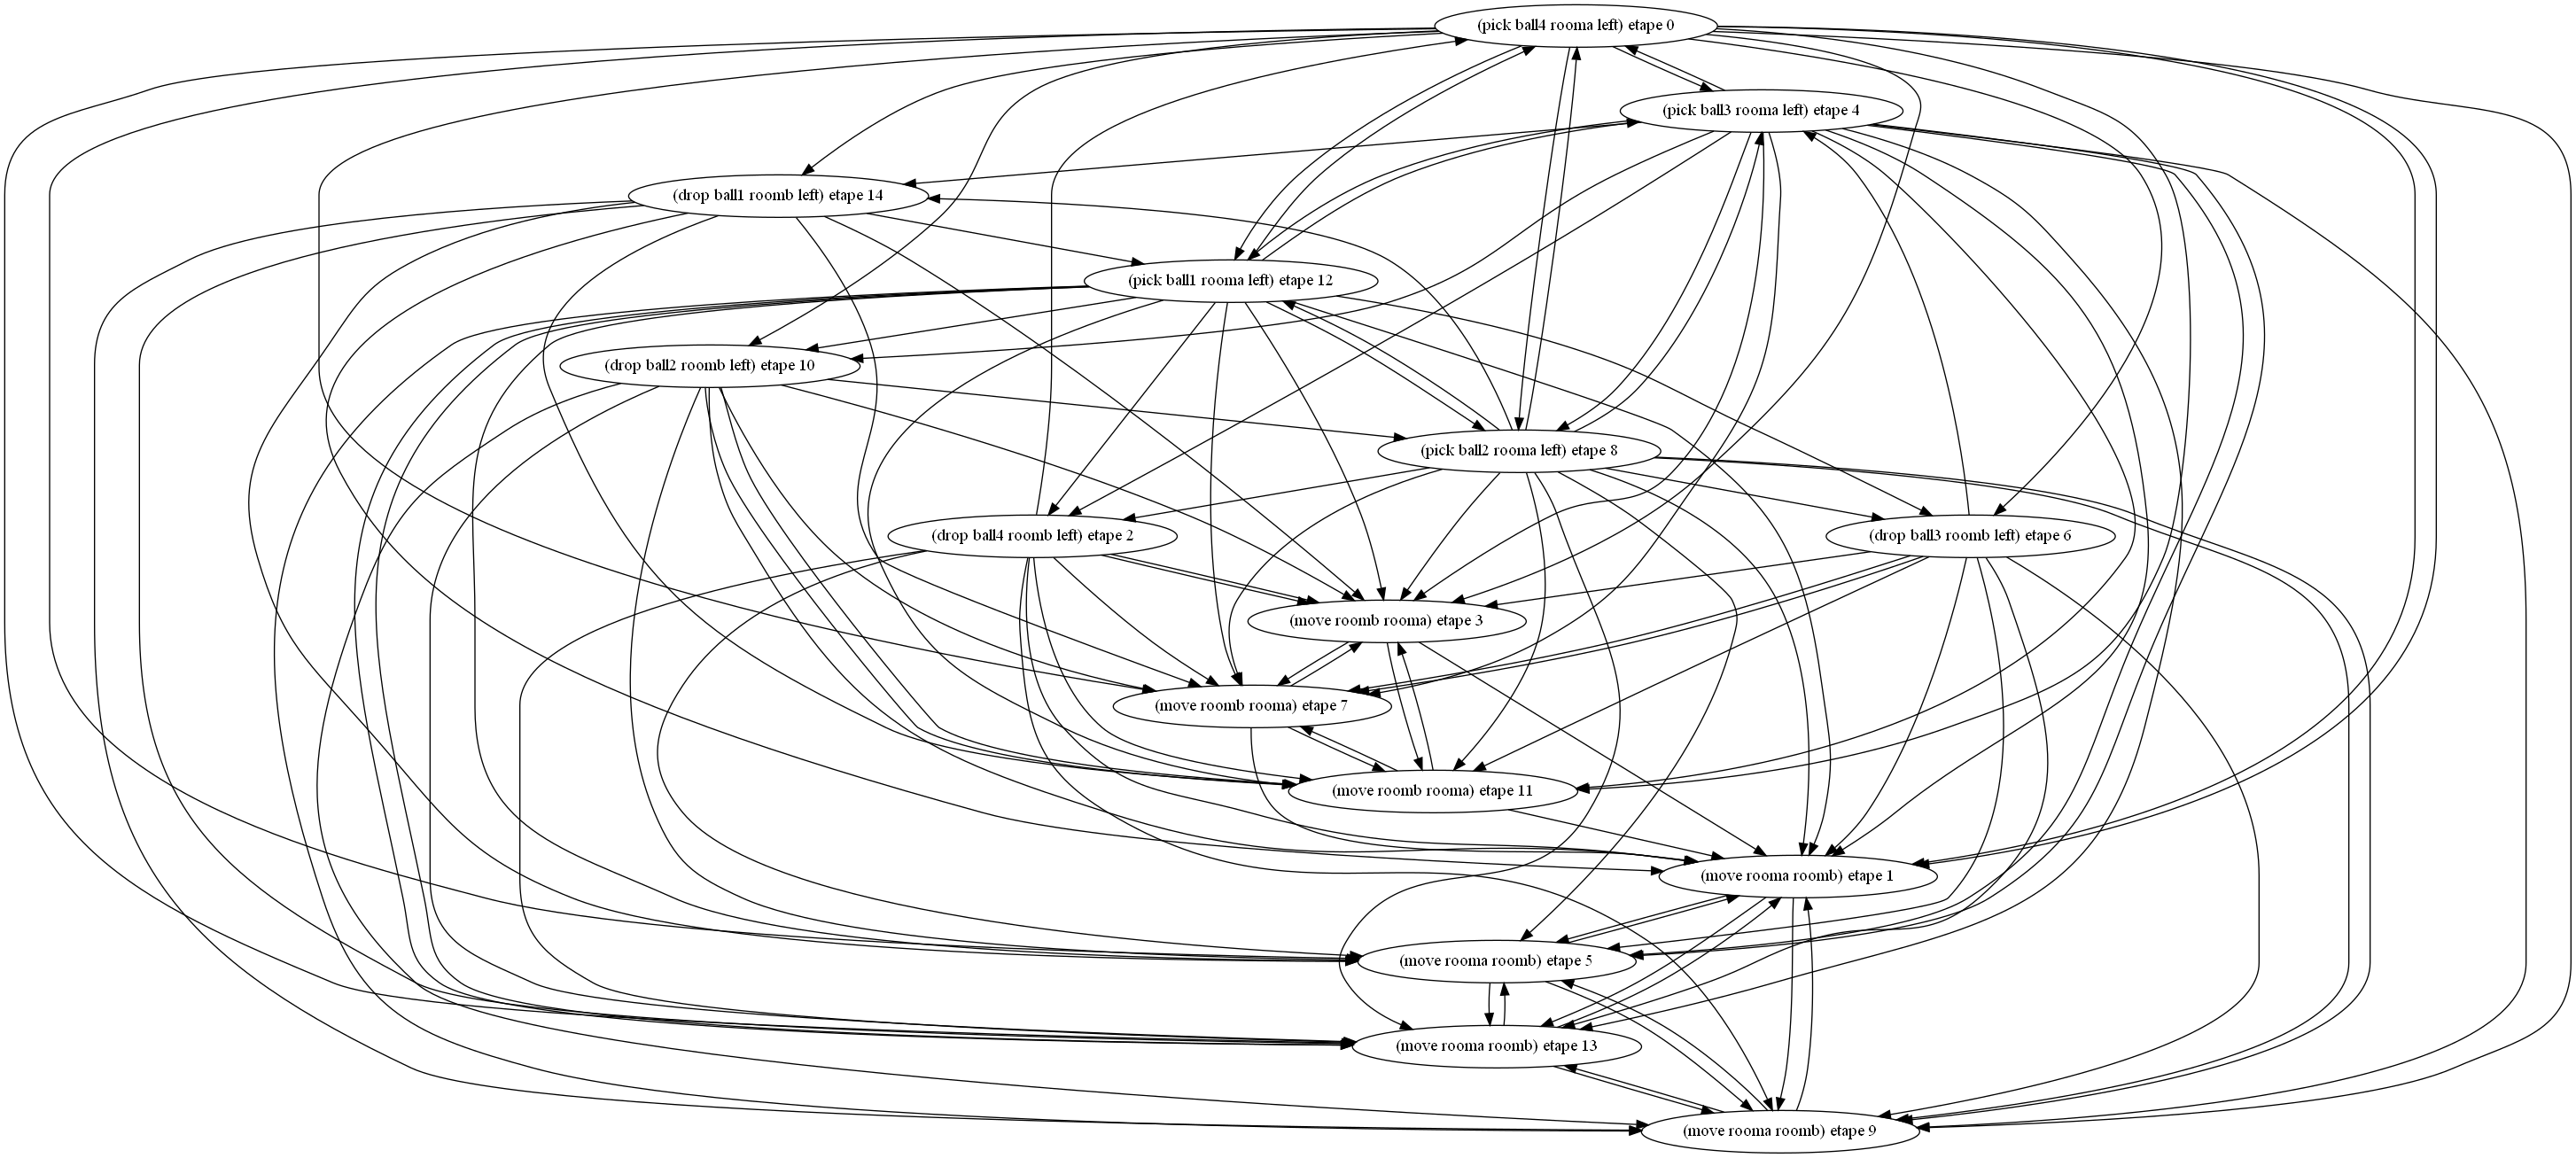 (pick ball4 rooma left) etape 0
(pick ball3 rooma left) etape 4
(drop ball1 roomb left) etape 14
(pick ball1 rooma left) etape 12
(drop ball2 roomb left) etape 10
(pick ball2 rooma left) etape 8
(drop ball4 roomb left) etape 2
(drop ball3 roomb left) etape 6
(move roomb rooma) etape 3
(move roomb rooma) etape 7
(move roomb rooma) etape 11
(move rooma roomb) etape 1
(move rooma roomb) etape 5
(move rooma roomb) etape 13
(move rooma roomb) etape 9